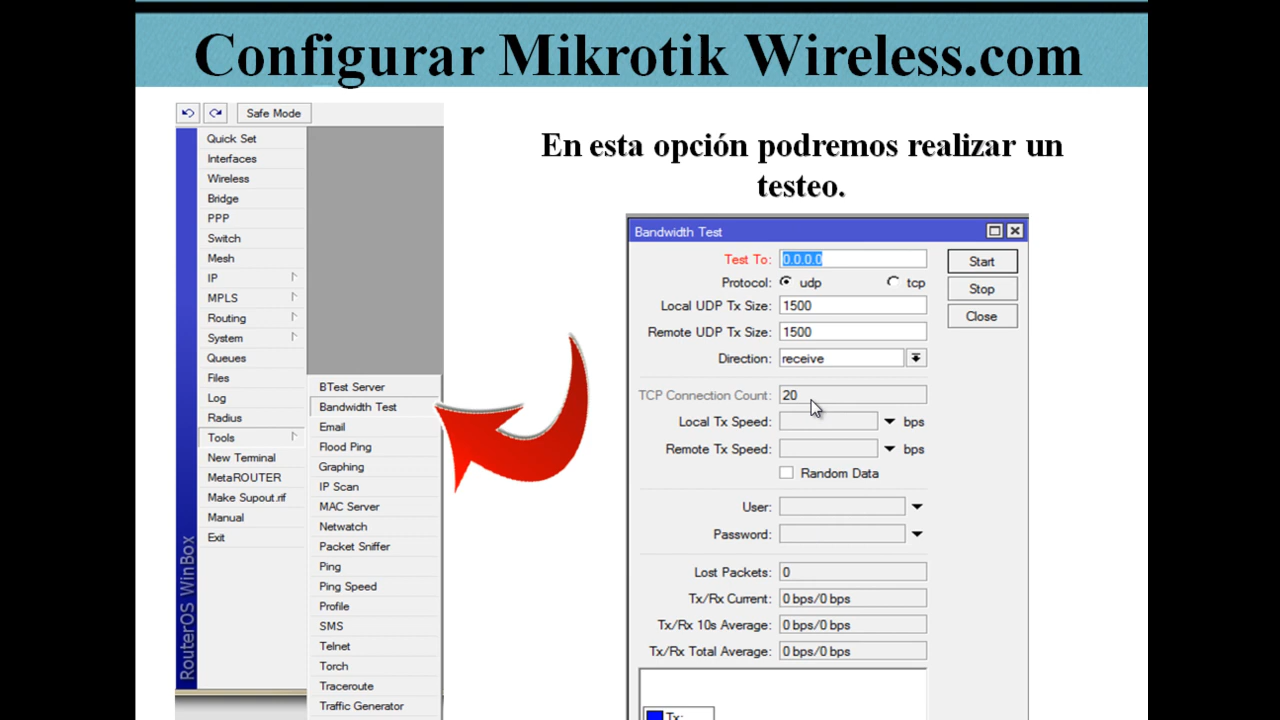 Configurar Mikrotik Wireless.com
Safe Mode
Quick Set
Interfaces
Wireless
Bridge
PPP
Switch
Mesh
IP
MPLS
Routing
System
Queues
Files
Log
Radius
Tools
New Terminal
MetaROUTER
Make Supout.rif
Manual
Exit
RouterOS WinBox
BTest Server
Bandwidth Test
Email
Flood Ping
Graphing
IP Scan
MAC Server
Netwatch
Packet Sniffer
Ping
Ping Speed
Profile
SMS
Telnet
Torch
Traceroute
Traffic Generator
En esta opción podremos realizar un
testeo.
Bandwidth Test
Test To: 0.0.0.0
Start
Protocol: udp tcp
Stop
Local UDP Tx Size: 1500
Close
Remote UDP Tx Size: 1500
Direction: receive
TCP Connection Count: 20
Local Tx Speed: bps
Remote Tx Speed: bps
Random Data
User:
Password:
Lost Packets: 0
Tx/Rx Current: 0 bps/0 bps
Tx/Rx 10s Average: 0 bps/0 bps
Tx/Rx Total Average: 0 bps/0 bps
Tx: